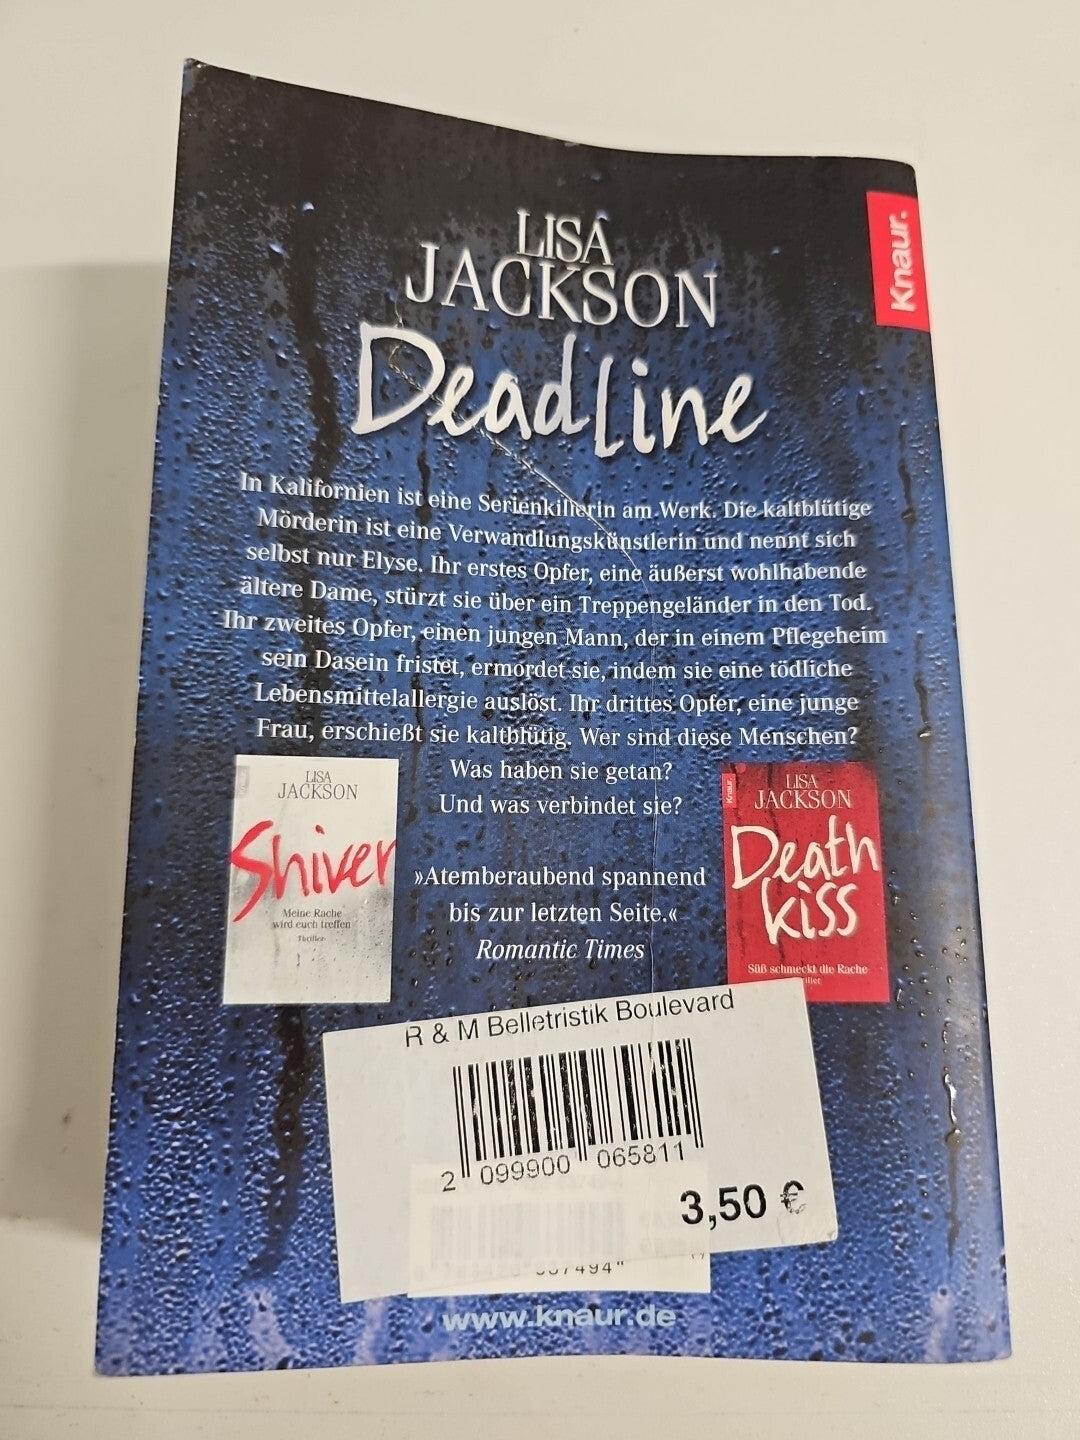 Knaur.
LISA
JACKSON
Deadline
In Kalifornien ist eine Serienkillerin am Werk. Die kaltblütige
Mörderin ist eine Verwandlungskünstlerin und nennt sich
selbst nur Elyse. Ihr erstes Opfer, eine äußerst wohlhabende
ältere Dame, stürzt sie über ein Treppengeländer in den Tod.
Ihr zweites Opfer, einen jungen Mann, der in einem Pflegeheim
sein Dasein fristet, ermordet sie, indem sie eine tödliche
Lebensmittelallergie auslöst. Ihr drittes Opfer, eine junge
Frau, erschießt sie kaltblütig. Wer sind diese Menschen?
Was haben sie getan?
Und was verbindet sie?
LISA
JACKSON
Shiver
Meine Rache
wird euch treffen
Thriller
»Atemberaubend spannend
bis zur letzten Seite.«
Romantic Times
Knaur.
LISA
JACKSON
Death
kiss
Süß schmeckt die Rache
R & M Belletristik Boulevard
2 099900 065811
3,50 €
www.knaur.de